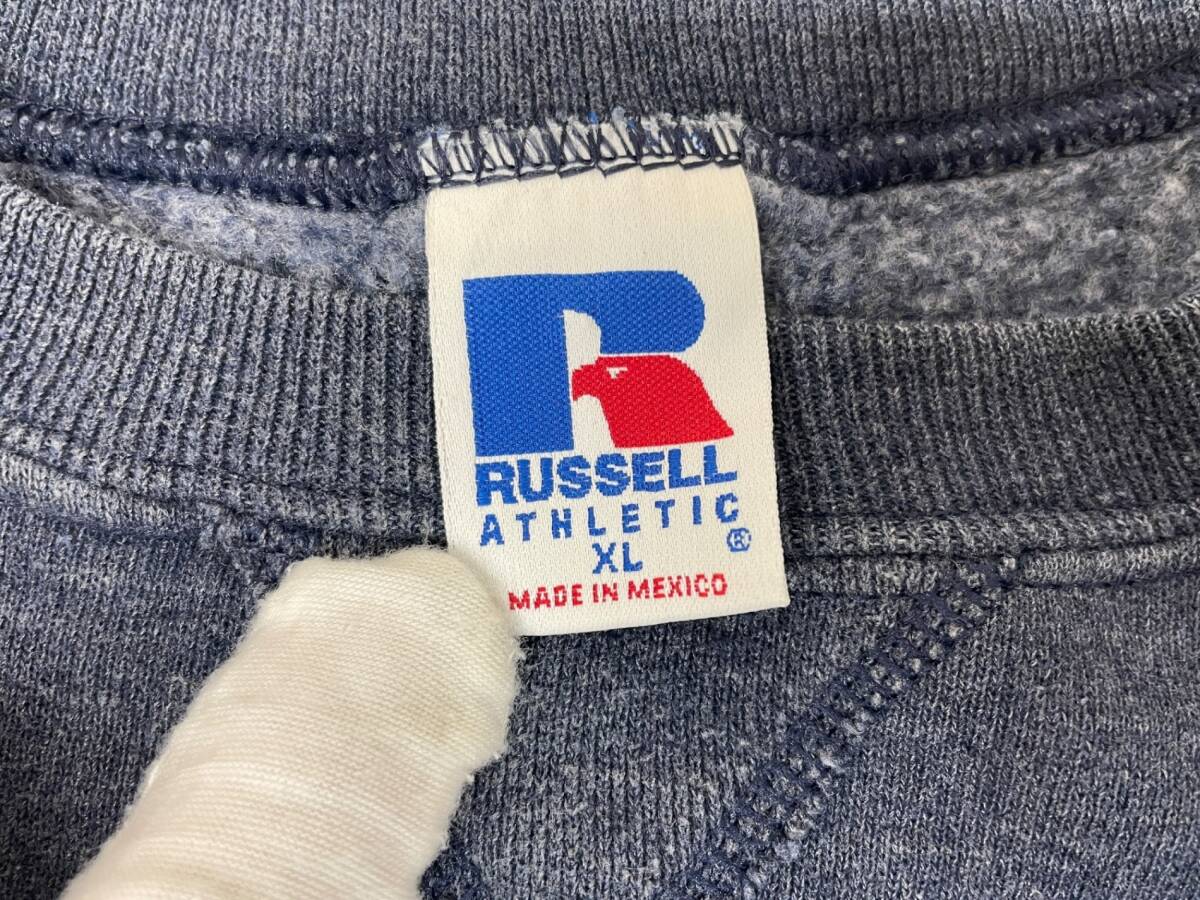 RUSSELL
ATHLETIC
XL ®
MADE IN MEXICO